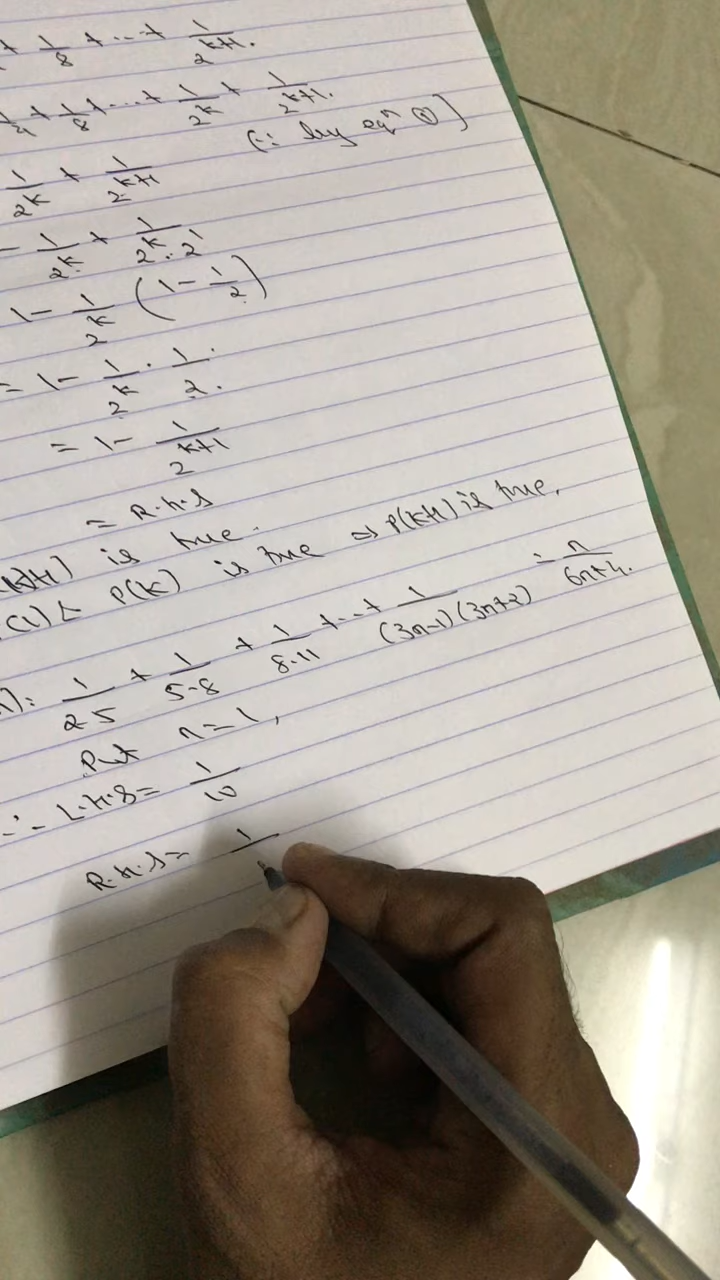 + 1/8 + ... + 1/2^(k+1).
1/4 + 1/8 + ... + 1/2^k + 1/2^(k+1).
1/2^k + 1/2^(k+1) (∵ by eqⁿ ①)
- 1/2^k + 1/(2^k · 2^1)
1 - 1/2^k (1 - 1/2)
= 1 - 1/2^k · 1/2.
= 1 - 1/2^(k+1)
= R.H.S
(k+1) is true.
(1) & P(k) is true ⇒ P(k+1) is true.
): 1/(2·5) + 1/(5·8) + 1/(8·11) + ... + 1/((3n-1)(3n+2)) = n/(6n+4).
Put n = 1,
∴ L.H.S = 1/10
R.H.S = 1/